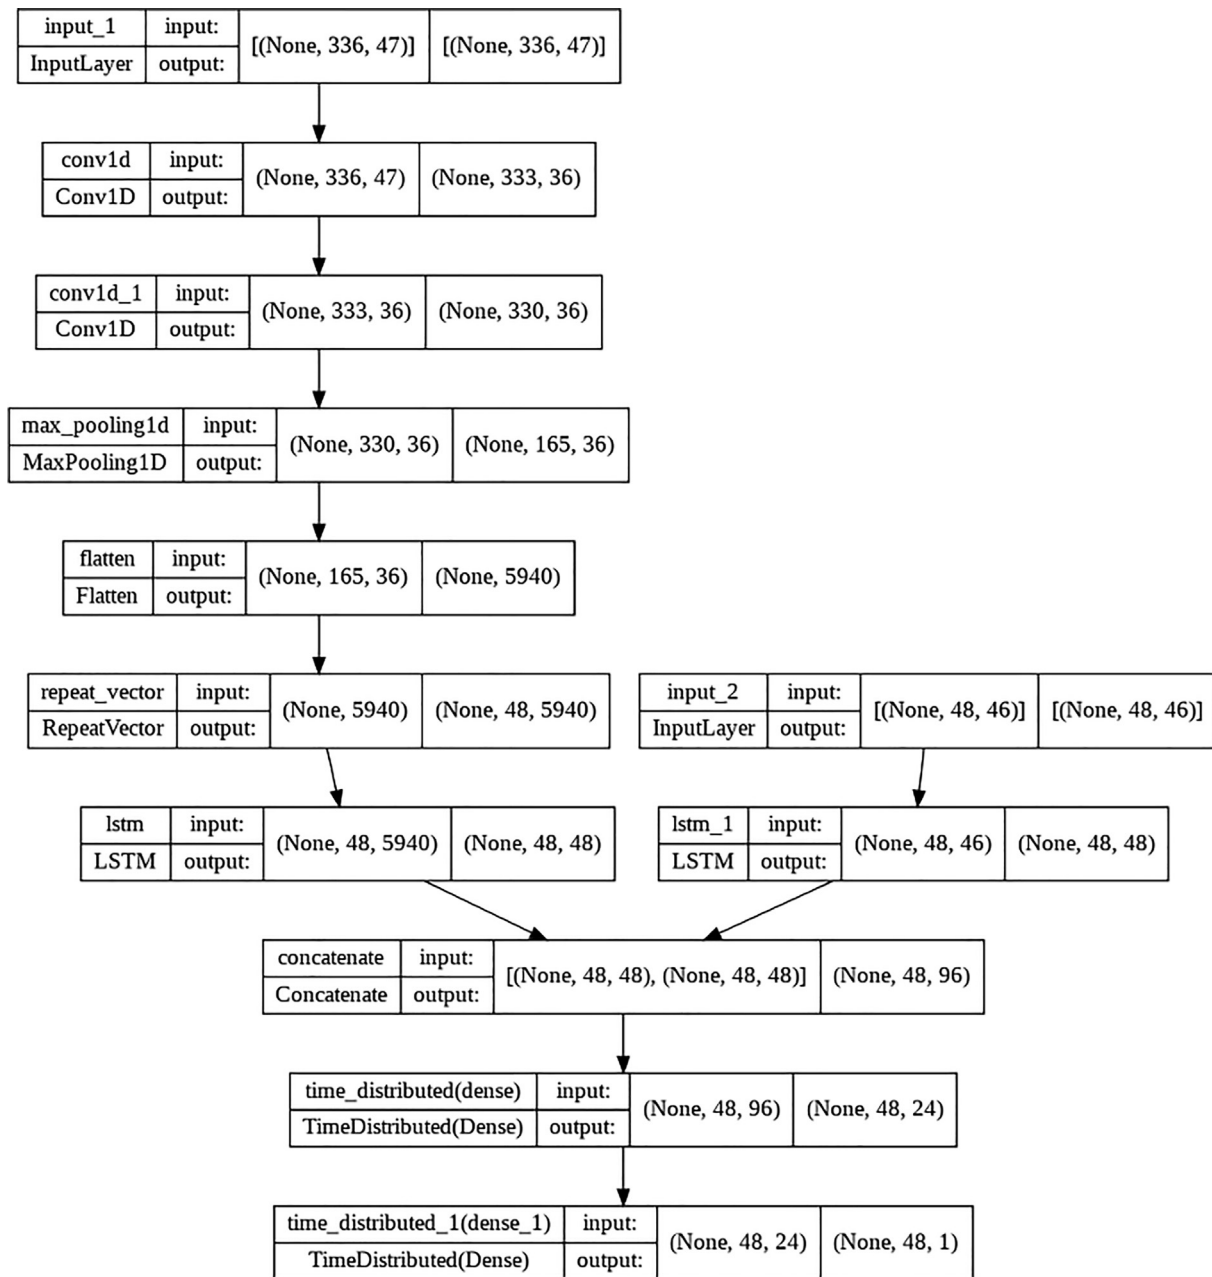 input_1 input: [(None, 336, 47)] [(None, 336, 47)]
InputLayer output:
conv1d input: (None, 336, 47) (None, 333, 36)
Conv1D output:
conv1d_1 input: (None, 333, 36) (None, 330, 36)
Conv1D output:
max_pooling1d input: (None, 330, 36) (None, 165, 36)
MaxPooling1D output:
flatten input: (None, 165, 36) (None, 5940)
Flatten output:
repeat_vector input: (None, 5940) (None, 48, 5940)
RepeatVector output:
input_2 input: [(None, 48, 46)] [(None, 48, 46)]
InputLayer output:
lstm input: (None, 48, 5940) (None, 48, 48)
LSTM output:
lstm_1 input: (None, 48, 46) (None, 48, 48)
LSTM output:
concatenate input: [(None, 48, 48), (None, 48, 48)] (None, 48, 96)
Concatenate output:
time_distributed(dense) input: (None, 48, 96) (None, 48, 24)
TimeDistributed(Dense) output:
time_distributed_1(dense_1) input: (None, 48, 24) (None, 48, 1)
TimeDistributed(Dense) output: